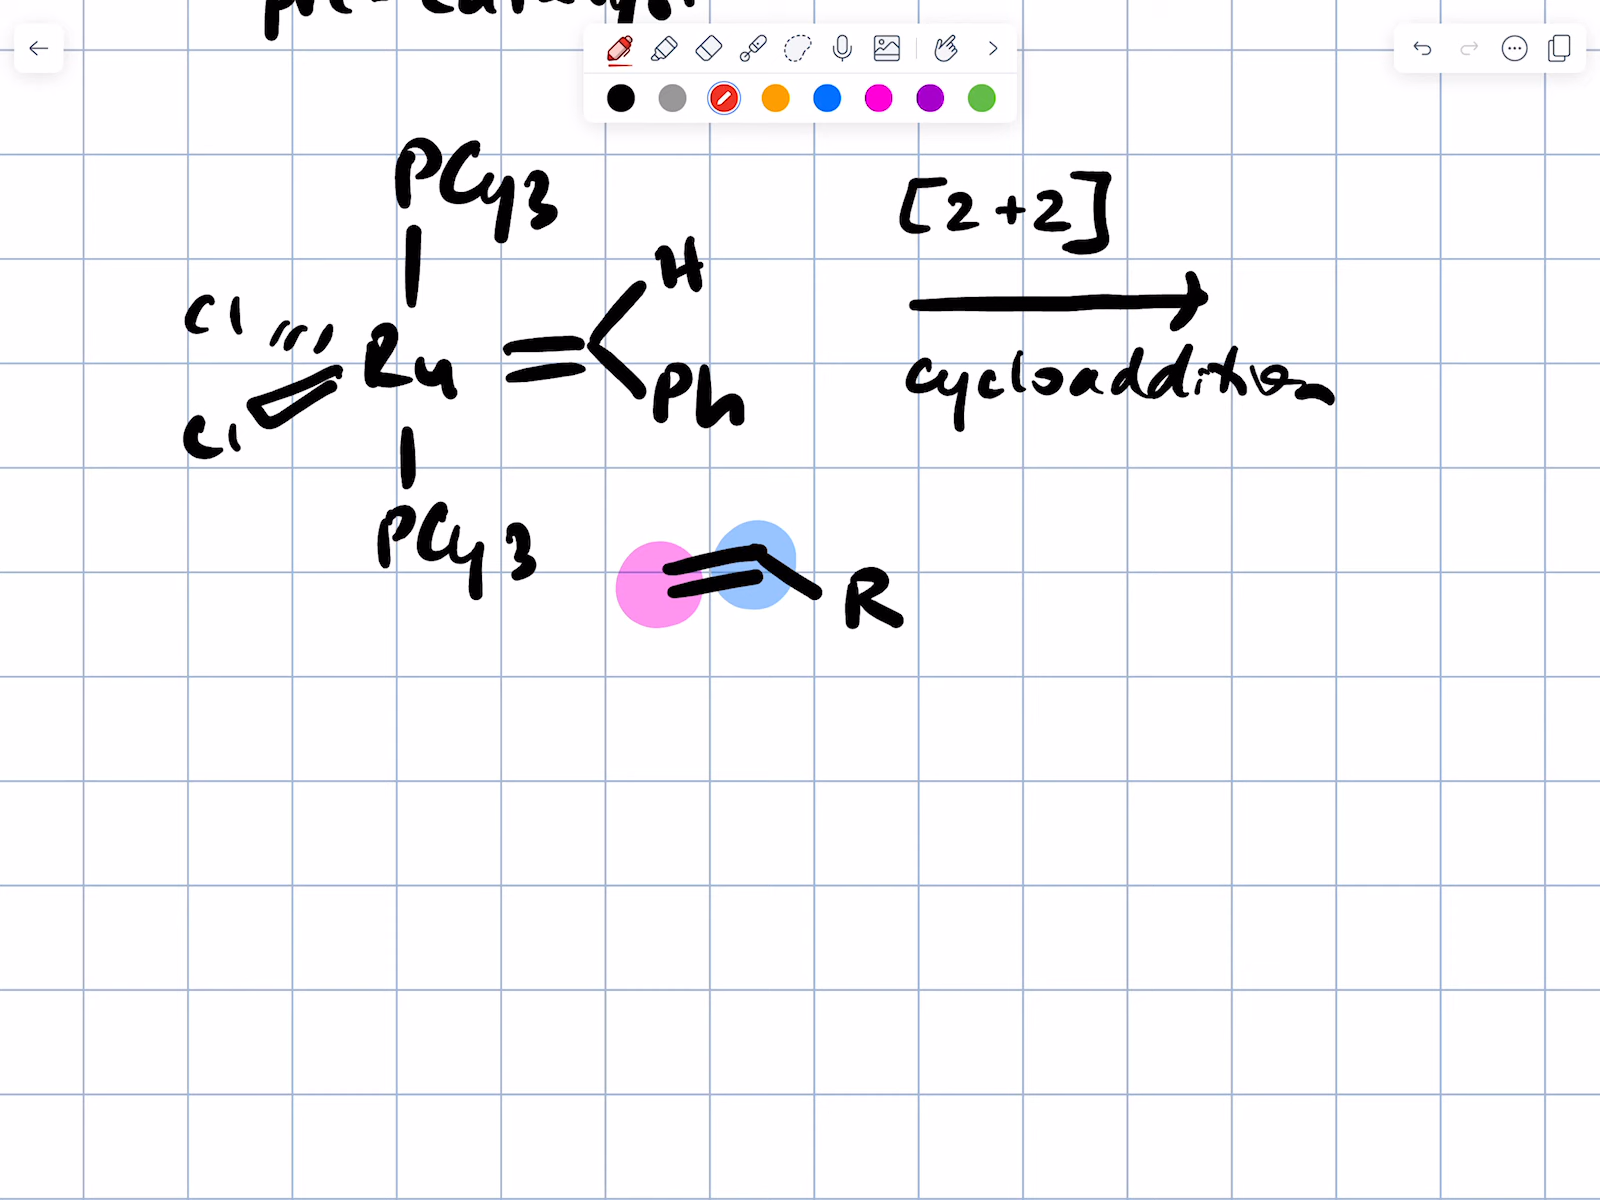 PCy3
H
Cl
Ru
Ph
Cl
PCy3
R
[2+2]
cycloaddition